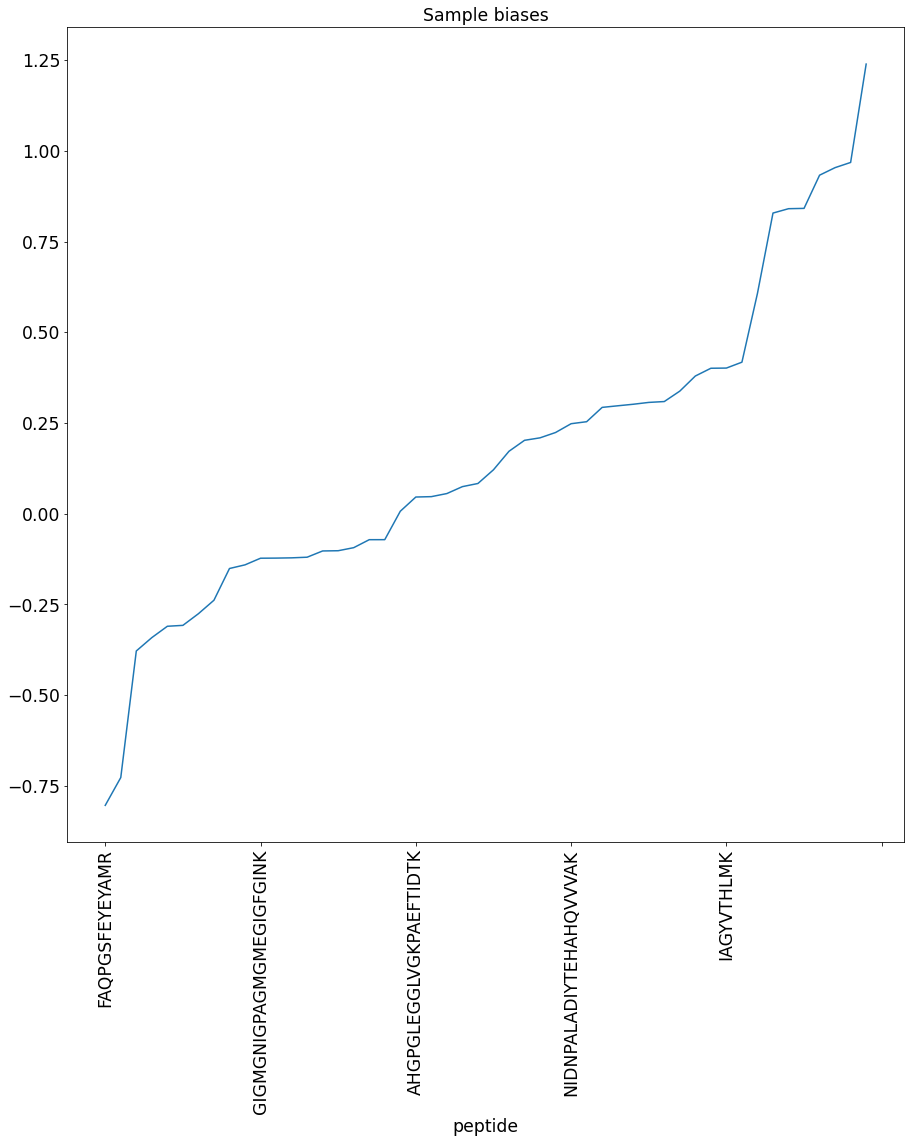 Sample biases
1.25
1.00
0.75
0.50
0.25
0.00
−0.25
−0.50
−0.75
FAQPGSFEYEYAMR
GIGMGNIGPAGMGMEGIGFGINK
AHGPGLEGGLVGKPAEFTIDTK
NIDNPALADIYTEHAHQVVVAK
IAGYVTHLMK
peptide